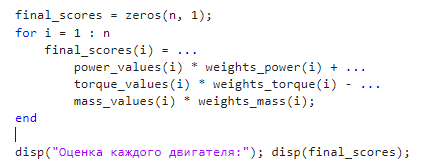 final_scores = zeros(n, 1);
for i = 1 : n
    final_scores(i) = ...
        power_values(i) * weights_power(i) + ...
        torque_values(i) * weights_torque(i) - ...
        mass_values(i) * weights_mass(i);
end
disp("Оценка каждого двигателя:"); disp(final_scores);